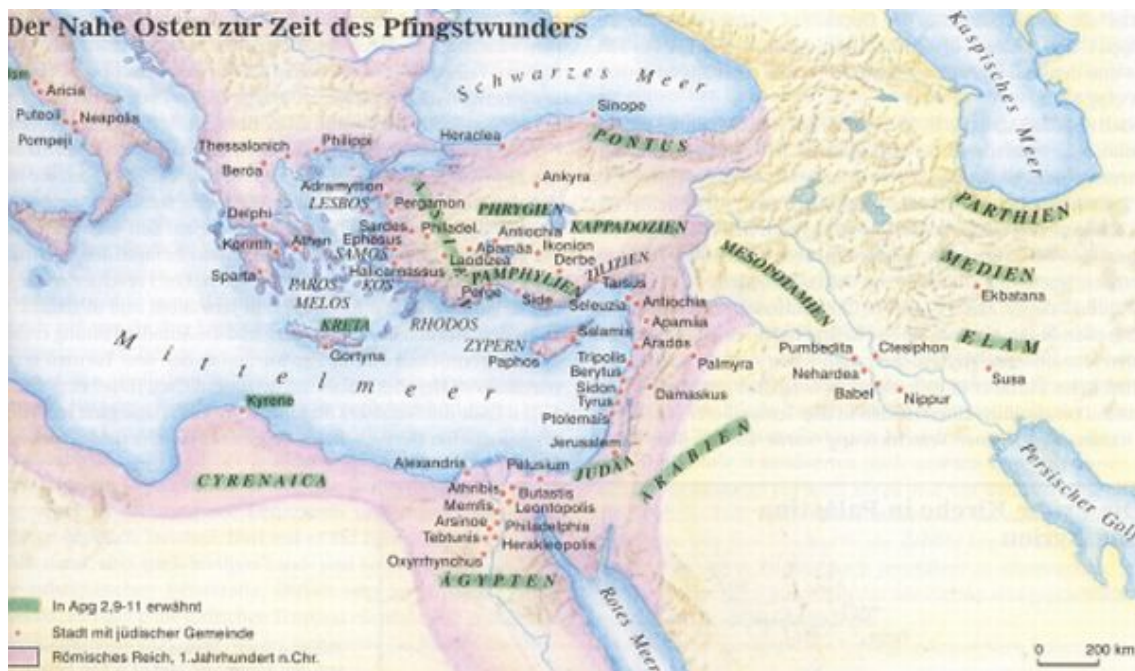 Der Nahe Osten zur Zeit des Pfingstwunders
Kaspisches Meer
Schwarzes Meer
Aricia
Puteoli
Neapolis
Pompeji
Sinope
PONTUS
Heraclea
Philippi
Thessalonich
Beröa
Ankyra
Adramyttion
LESBOS
Pergamon
PHRYGIEN
KAPPADOZIEN
PARTHIEN
Delphi
Sardes
Philadel.
Antiochia
ASIA
Korinth
Athen
Ephesus
SAMOS
Apamäa
Ikonion
Laodizea
Derbe
MESOPOTAMIEN
MEDIEN
Ekbatana
Sparta
Halicarnassus
KOS
PAROS
MELOS
PAMPHYLIEN
ZILIZIEN
Tarsus
Perge
Side
Seleuzia
Antiochia
KRETA
RHODOS
Salamis
Apamäa
ZYPERN
Arados
ELAM
Gortyna
Paphos
Tripolis
Palmyra
Pumbedita
Ctesiphon
Berytus
Nehardea
Susa
Mittelmeer
Sidon
Damaskus
Babel
Nippur
Tyrus
Kyrene
Ptolemais
Jerusalem
Alexandria
Pelusium
JUDÄA
ARABIEN
Persischer Golf
CYRENAICA
Athribis
Butastis
Memfis
Leontopolis
Arsinoe
Philadelphia
Tebtunis
Herakleopolis
Oxyrrhynchus
ÄGYPTEN
Rotes Meer
In Apg 2,9-11 erwähnt
Stadt mit jüdischer Gemeinde
Römisches Reich, 1.Jahrhundert n.Chr.
0 200 km